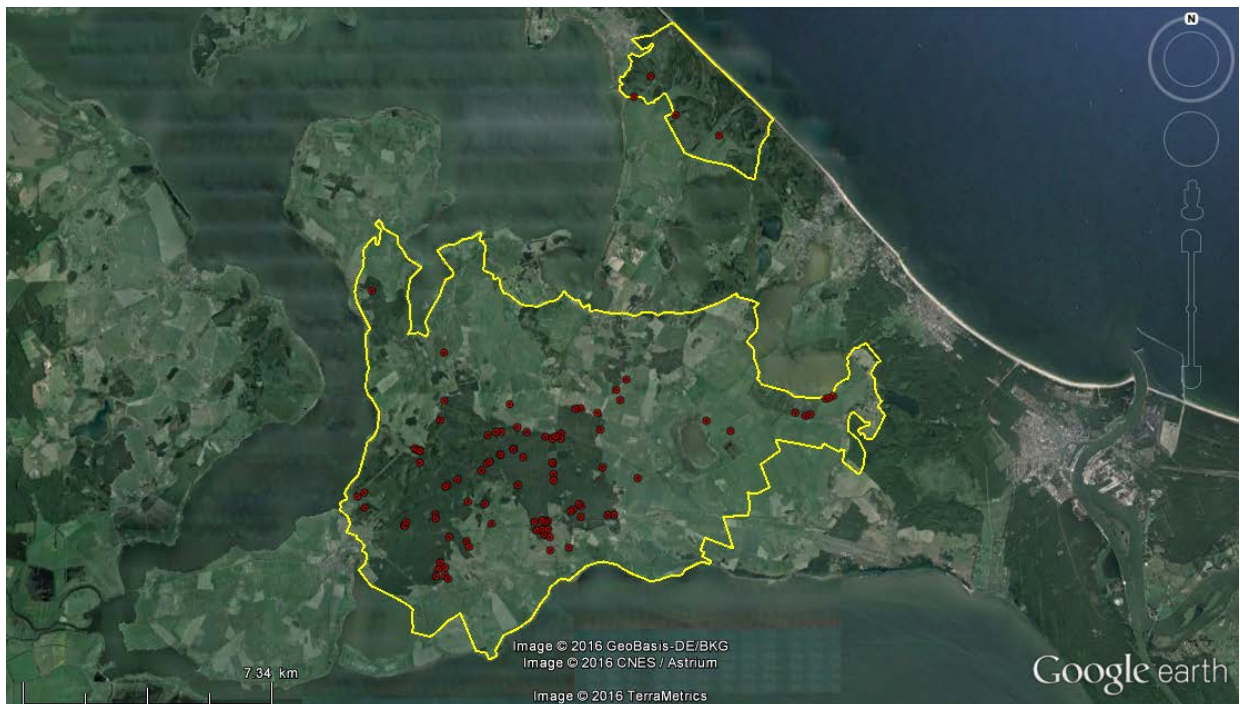 N
Image © 2016 GeoBasis-DE/BKG
Image © 2016 CNES / Astrium
7.34 km
Image © 2016 TerraMetrics
Google earth